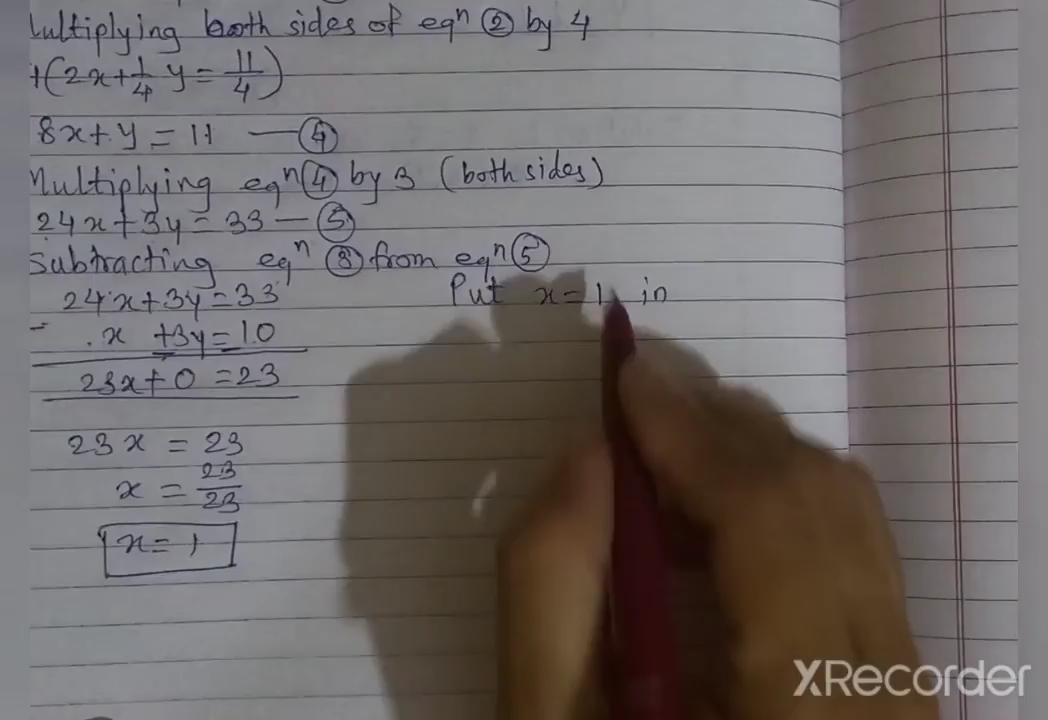 ultiplying both sides of eqⁿ ② by 4
(2x+1/4 y = 11/4)
8x+y = 11 — ④
Multiplying eqⁿ ④ by 3 (both sides)
24x+3y = 33 — ⑤
Subtracting eqⁿ ③ from eqⁿ ⑤
24x+3y=33
- x +3y=10
23x+0 =23
23x = 23
x = 23/23
x = 1
Put x=1 in
XRecorder